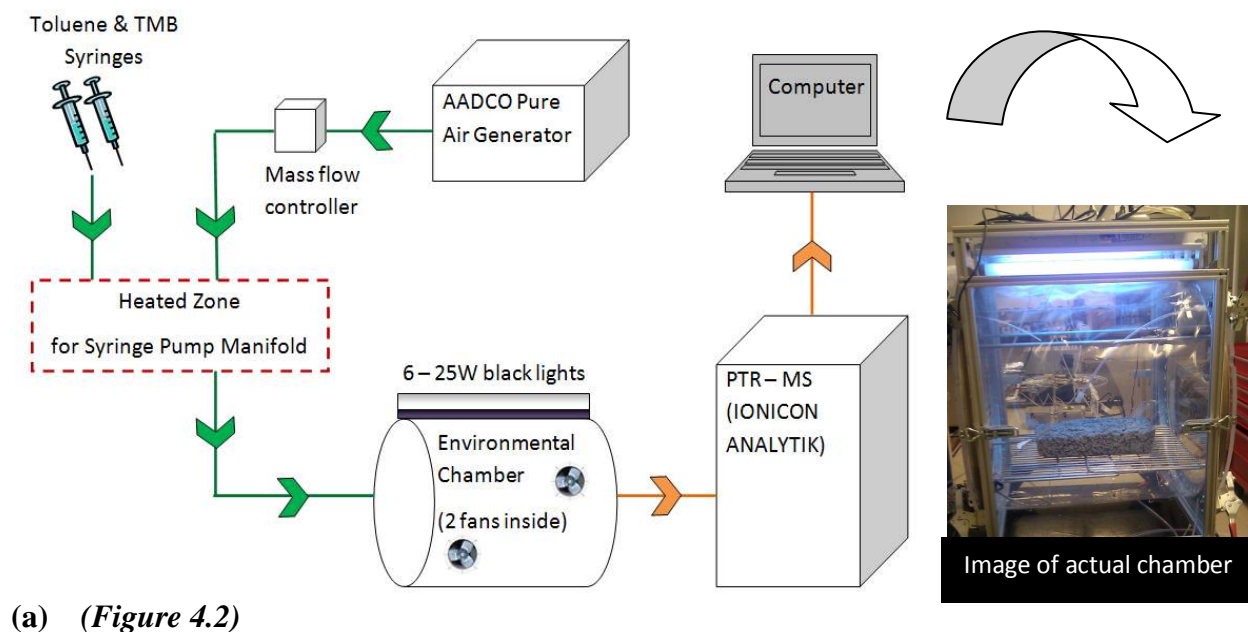 Toluene & TMB
Syringes
Mass flow
controller
AADCO Pure
Air Generator
Computer
Heated Zone
for Syringe Pump Manifold
6 – 25W black lights
Environmental
Chamber
(2 fans inside)
PTR – MS
(IONICON
ANALYTIK)
Image of actual chamber
(a) (Figure 4.2)